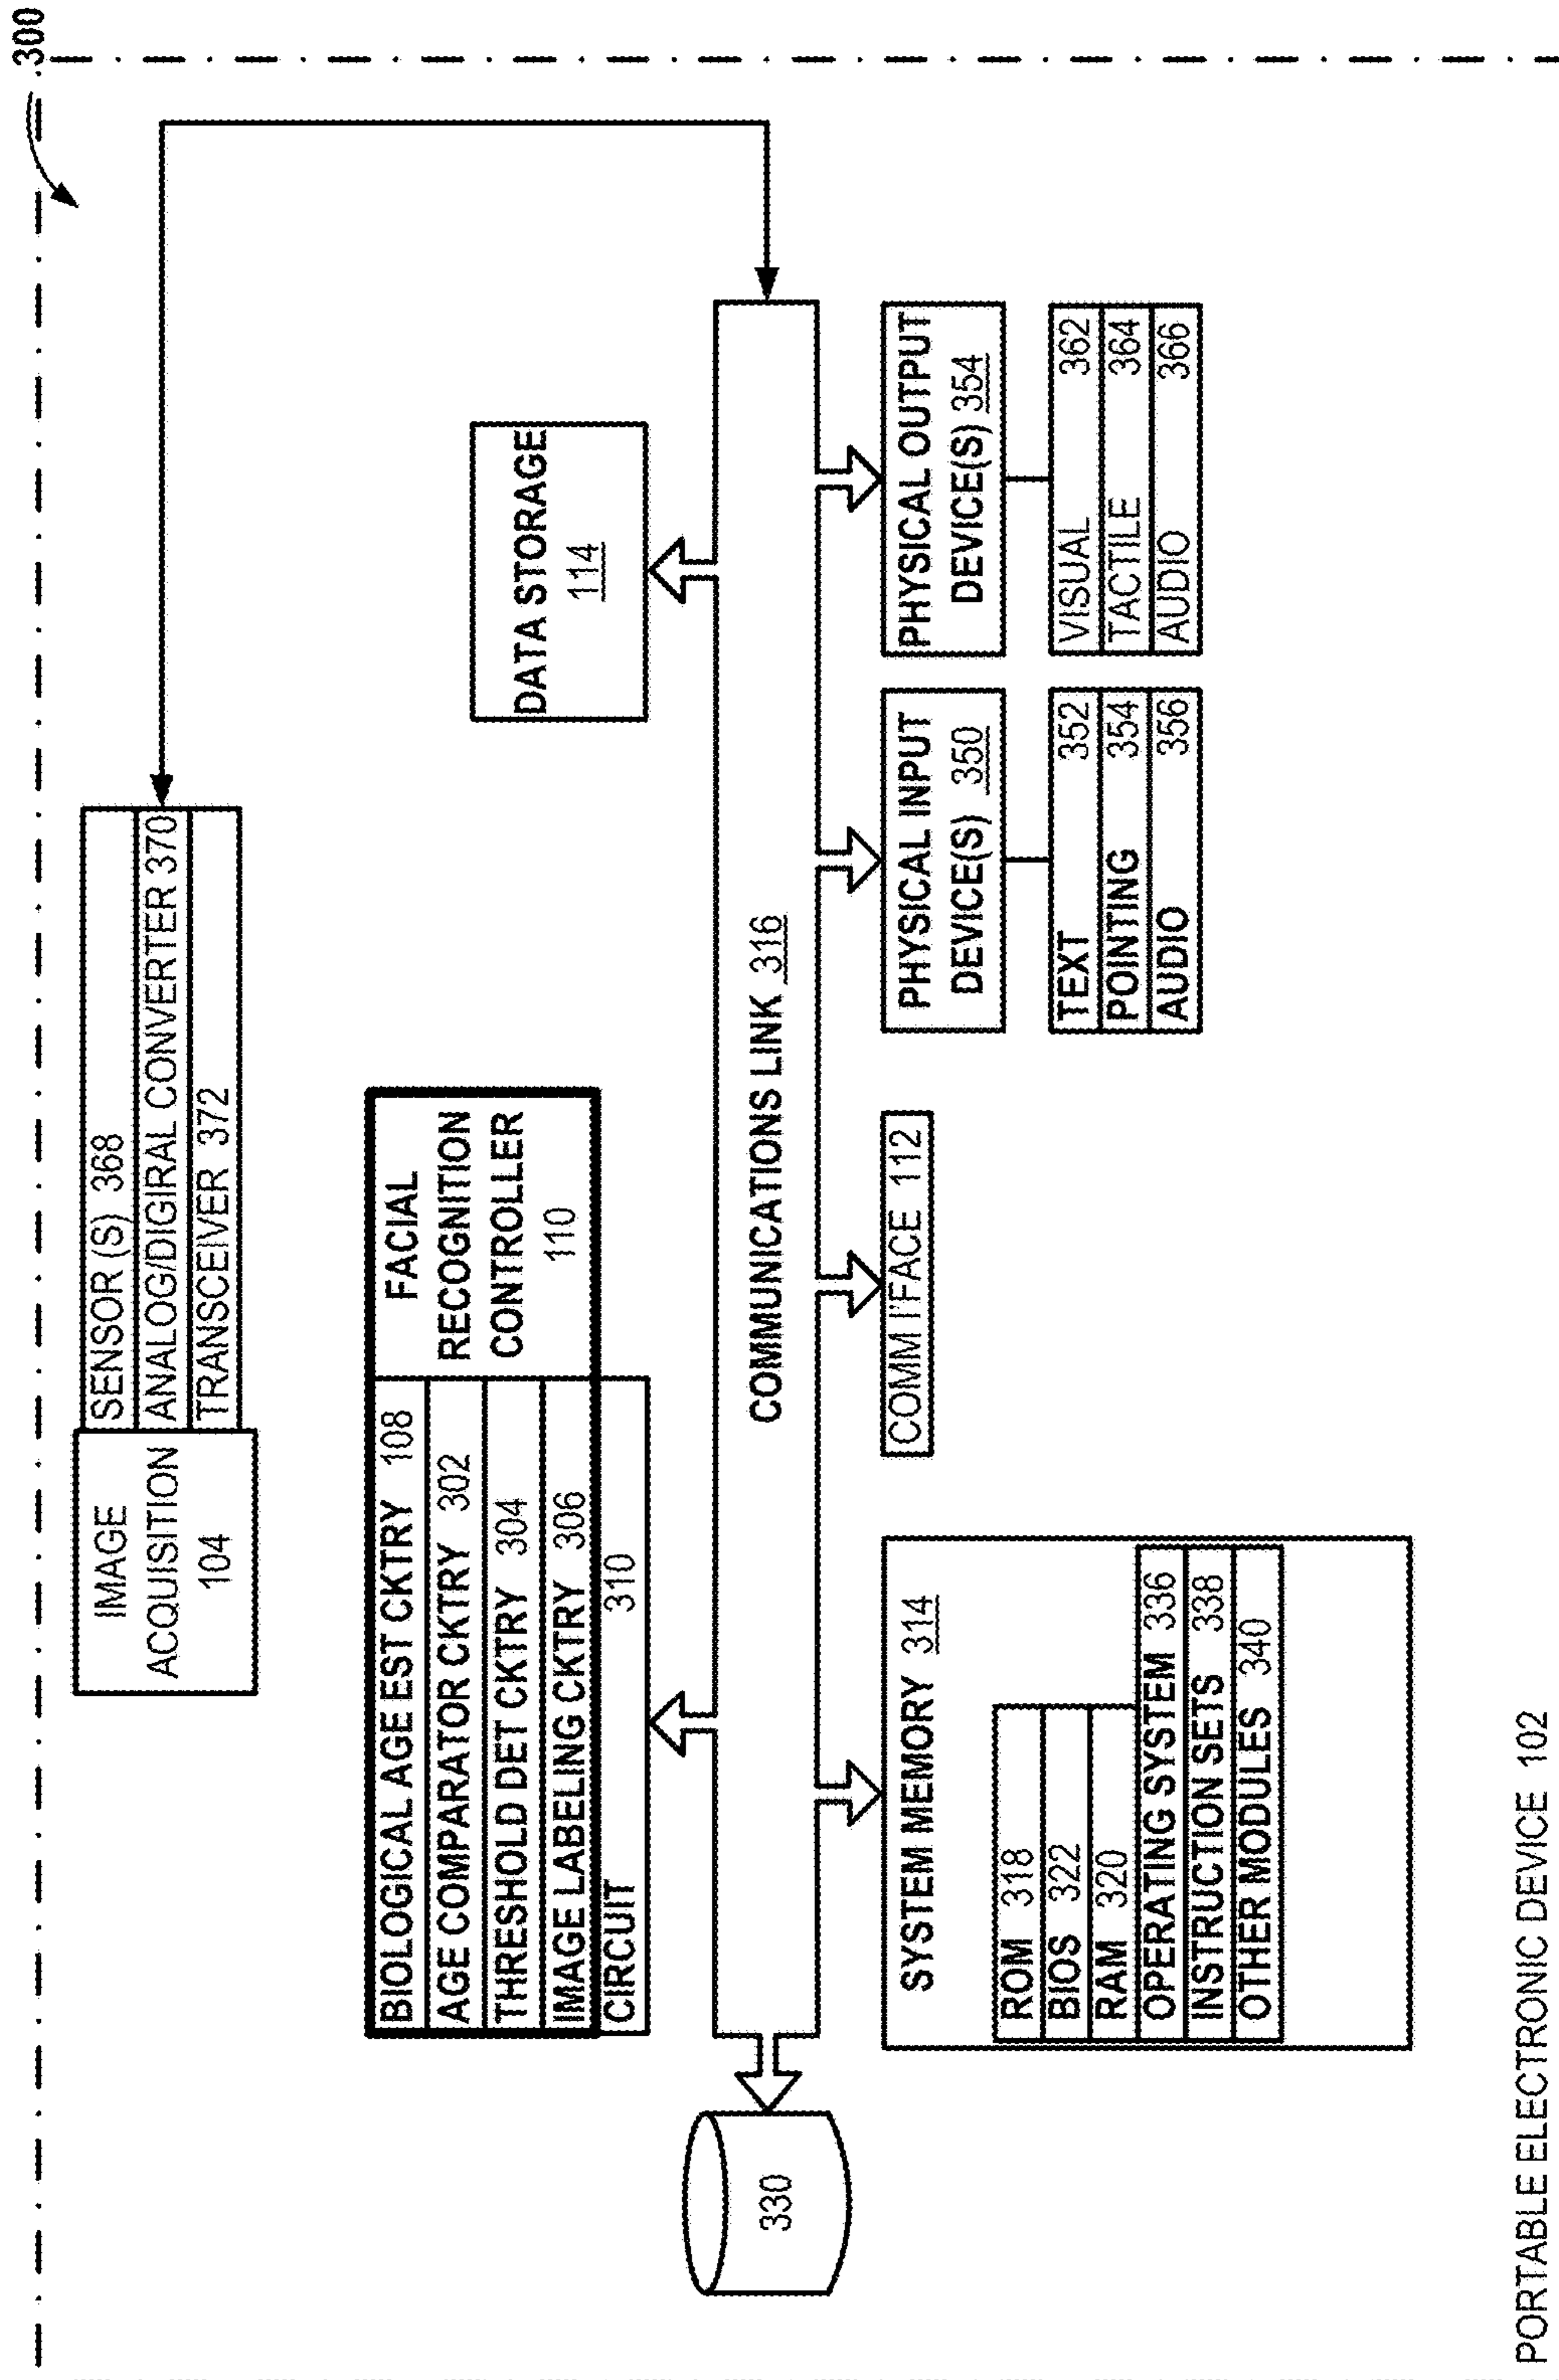 300
IMAGE
ACQUISITION
104
SENSOR (S) 368
ANALOG/DIGIRAL CONVERTER 370
TRANSCEIVER 372
BIOLOGICAL AGE EST CKTRY 108
AGE COMPARATOR CKTRY 302
THRESHOLD DET CKTRY 304
IMAGE LABELING CKTRY 306
CIRCUIT 310
FACIAL
RECOGNITION
CONTROLLER
110
DATA STORAGE
114
330
COMMUNICATIONS LINK 316
SYSTEM MEMORY 314
ROM 318
BIOS 322
RAM 320
OPERATING SYSTEM 336
INSTRUCTION SETS 338
OTHER MODULES 340
COMM I'FACE 112
PHYSICAL INPUT
DEVICE(S) 350
TEXT 352
POINTING 354
AUDIO 356
PHYSICAL OUTPUT
DEVICE(S) 354
VISUAL 362
TACTILE 364
AUDIO 366
PORTABLE ELECTRONIC DEVICE 102